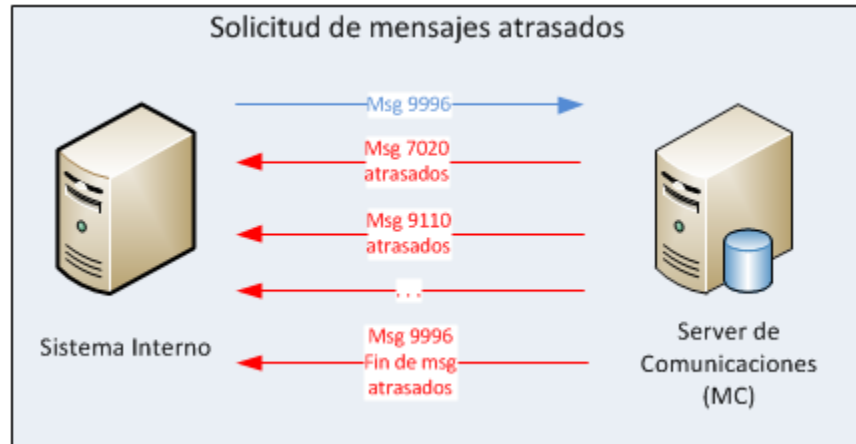 Solicitud de mensajes atrasados
Msg 9996
Msg 7020
atrasados
Msg 9110
atrasados
. . .
Msg 9996
Fin de msg
atrasados
Sistema Interno
Server de
Comunicaciones
(MC)